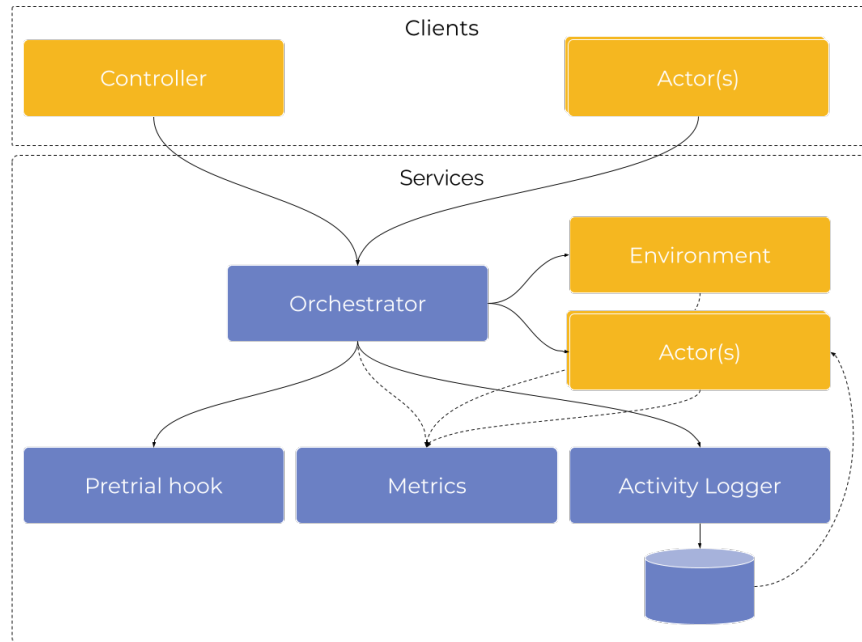 Clients
Controller
Actor(s)
Services
Environment
Orchestrator
Actor(s)
Pretrial hook
Metrics
Activity Logger